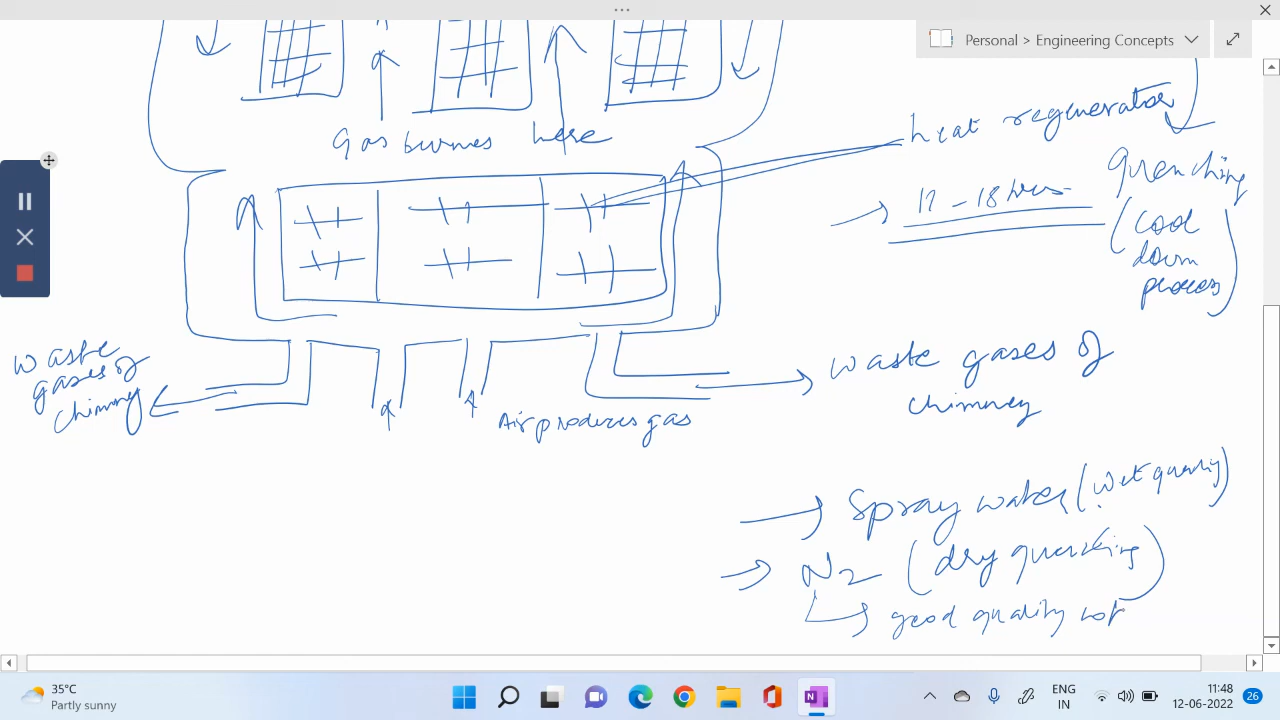 Personal > Engineering Concepts
Gas burnes here
heat regenerator
Quenching
(cool
down
process)
12 - 18 hrs
waste
gases of
chimney
waste gases of
chimney
Air produces gas
Spray water (wet quenching)
N2 (dry quenching)
good quality
35°C
Partly sunny
ENG
IN
11:48
12-06-2022
26